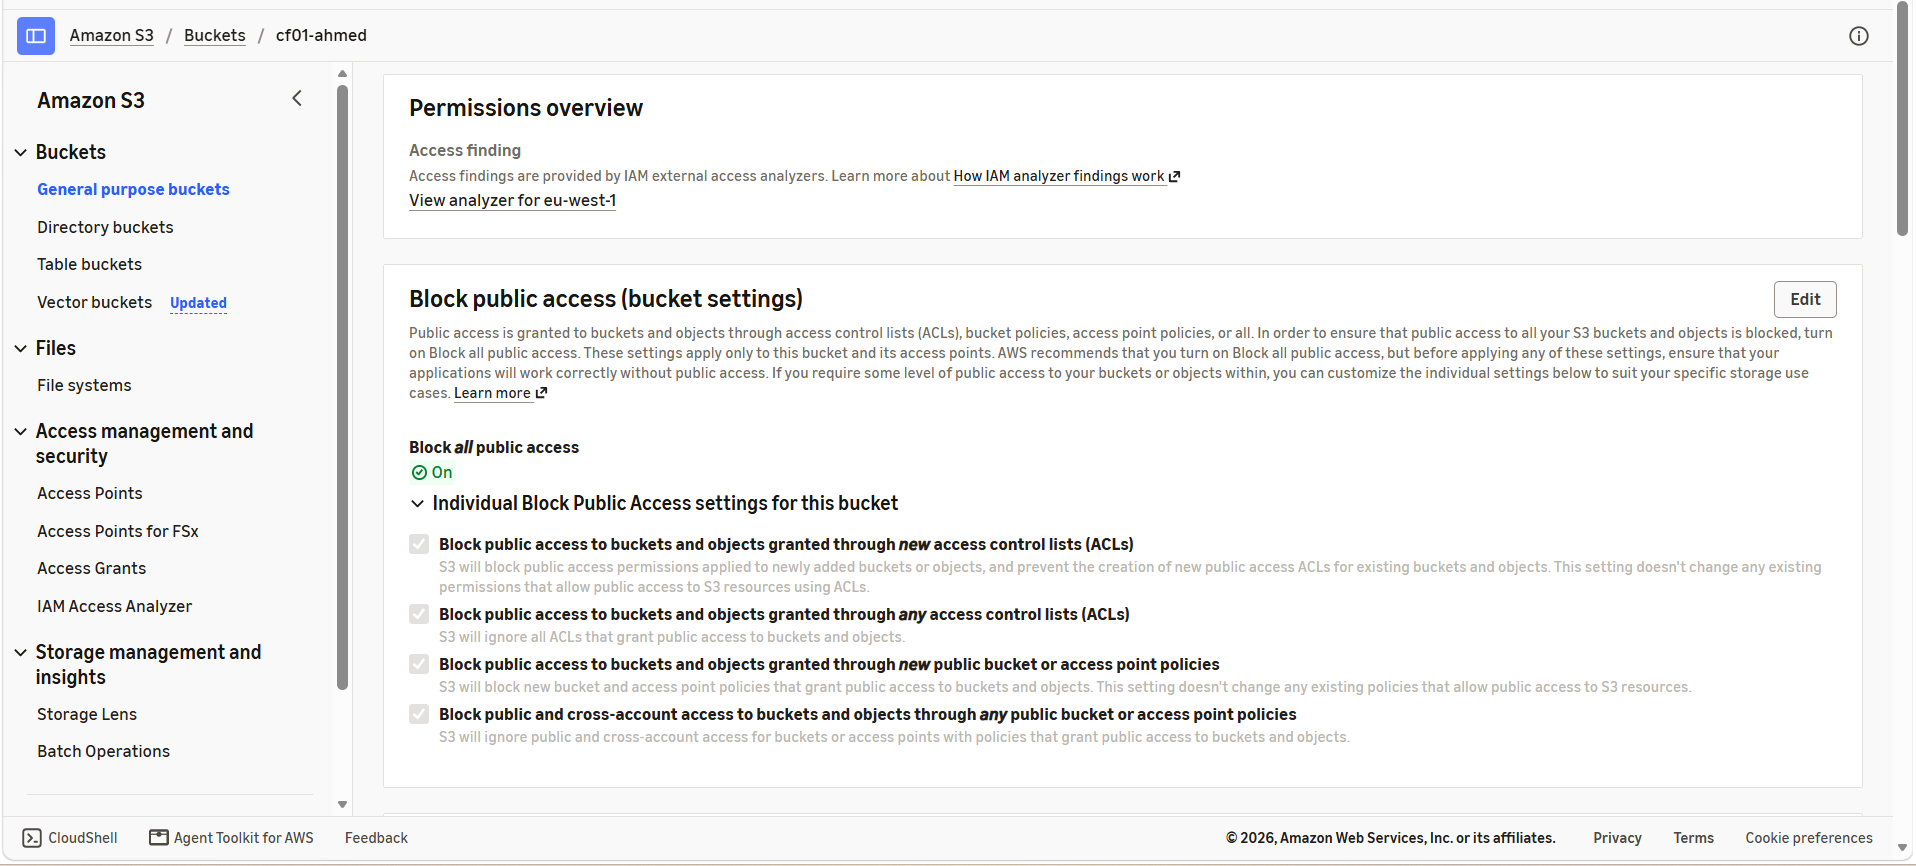 Amazon S3 / Buckets / cf01-ahmed
Amazon S3
Buckets
General purpose buckets
Directory buckets
Table buckets
Vector buckets Updated
Files
File systems
Access management and
security
Access Points
Access Points for FSx
Access Grants
IAM Access Analyzer
Storage management and
insights
Storage Lens
Batch Operations
Permissions overview
Access finding
Access findings are provided by IAM external access analyzers. Learn more about How IAM analyzer findings work
View analyzer for eu-west-1
Block public access (bucket settings)
Edit
Public access is granted to buckets and objects through access control lists (ACLs), bucket policies, access point policies, or all. In order to ensure that public access to all your S3 buckets and objects is blocked, turn
on Block all public access. These settings apply only to this bucket and its access points. AWS recommends that you turn on Block all public access, but before applying any of these settings, ensure that your
applications will work correctly without public access. If you require some level of public access to your buckets or objects within, you can customize the individual settings below to suit your specific storage use
cases. Learn more
Block all public access
On
Individual Block Public Access settings for this bucket
Block public access to buckets and objects granted through new access control lists (ACLs)
S3 will block public access permissions applied to newly added buckets or objects, and prevent the creation of new public access ACLs for existing buckets and objects. This setting doesn't change any existing
permissions that allow public access to S3 resources using ACLs.
Block public access to buckets and objects granted through any access control lists (ACLs)
S3 will ignore all ACLs that grant public access to buckets and objects.
Block public access to buckets and objects granted through new public bucket or access point policies
S3 will block new bucket and access point policies that grant public access to buckets and objects. This setting doesn't change any existing policies that allow public access to S3 resources.
Block public and cross-account access to buckets and objects through any public bucket or access point policies
S3 will ignore public and cross-account access for buckets or access points with policies that grant public access to buckets and objects.
CloudShell Agent Toolkit for AWS Feedback © 2026, Amazon Web Services, Inc. or its affiliates. Privacy Terms Cookie preferences